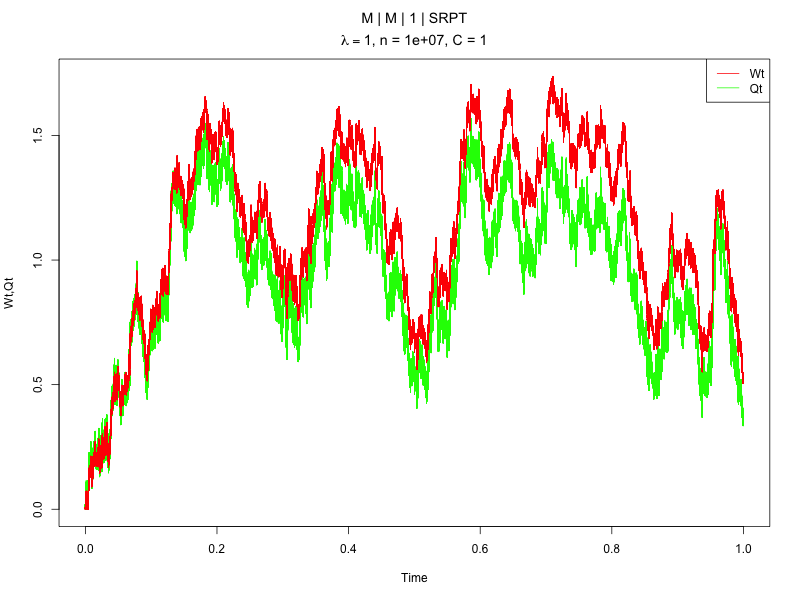 M | M | 1 | SRPT
λ = 1, n = 1e+07, C = 1
Wt
Qt
Wt,Qt
1.5
1.0
0.5
0.0
0.0 0.2 0.4 0.6 0.8 1.0
Time